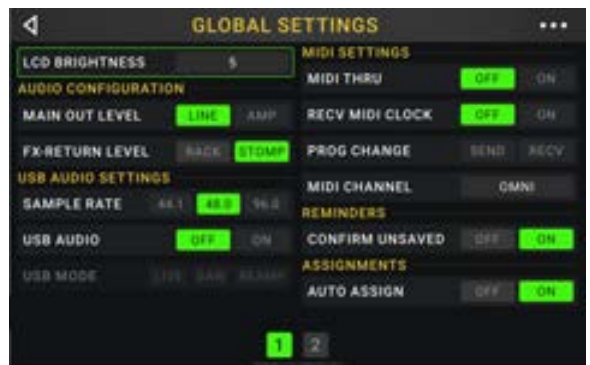 GLOBAL SETTINGS
LCD BRIGHTNESS 5
AUDIO CONFIGURATION
MAIN OUT LEVEL LINE AMP
FX-RETURN LEVEL RACK STOMP
USB AUDIO SETTINGS
SAMPLE RATE 44.1 48.0 96.0
USB AUDIO OFF ON
USB MODE LIVE DAW REAMP
MIDI SETTINGS
MIDI THRU OFF ON
RECV MIDI CLOCK OFF ON
PROG CHANGE SEND RECV
MIDI CHANNEL OMNI
REMINDERS
CONFIRM UNSAVED OFF ON
ASSIGNMENTS
AUTO ASSIGN OFF ON
1 2